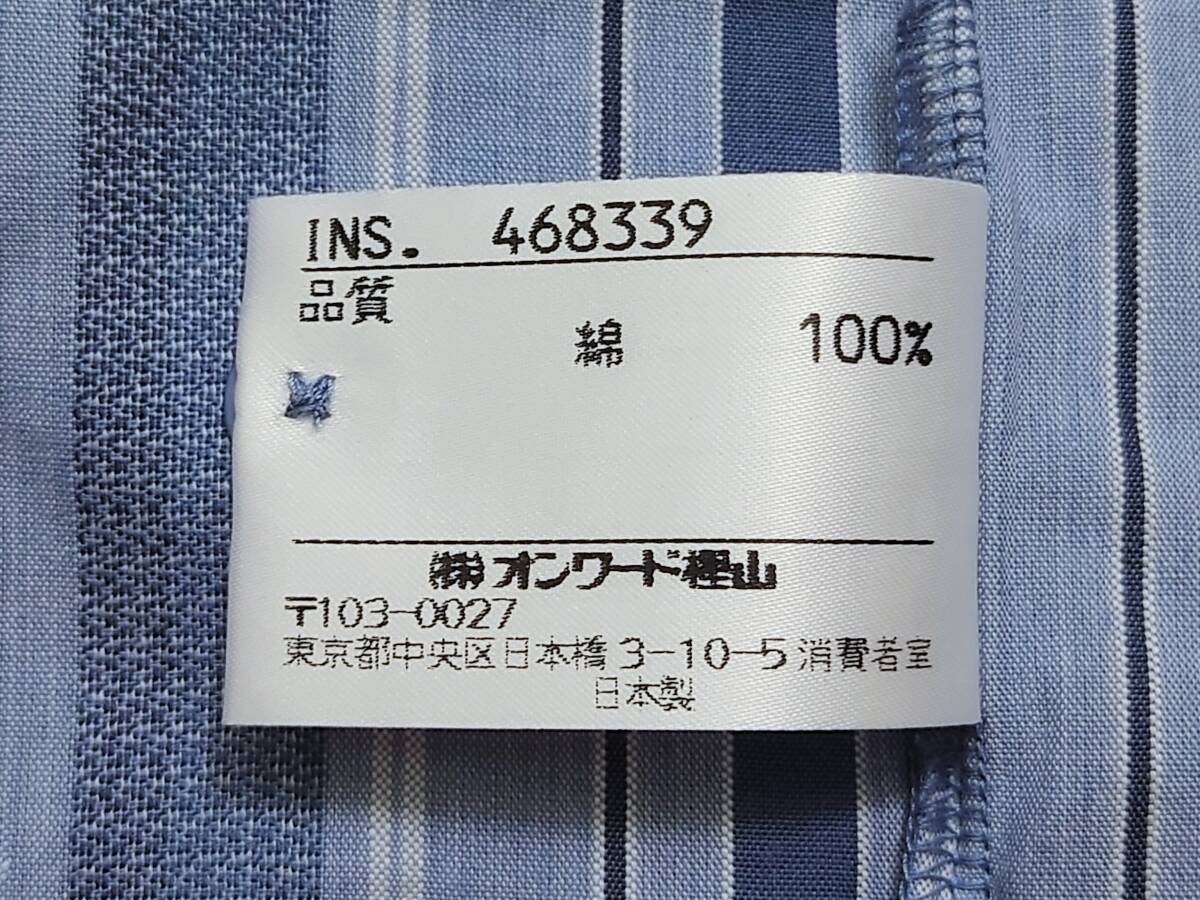 INS. 468339
品質
綿 100%
㈱オンワード樫山
〒103-0027
東京都中央区日本橋3-10-5消費者室
日本製